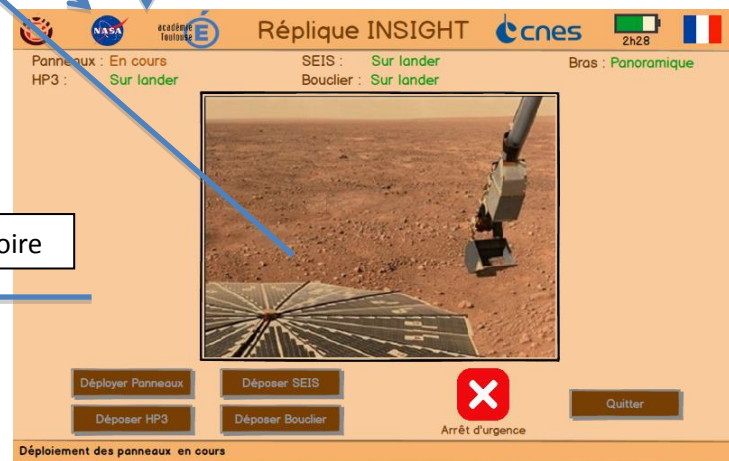 NASA
académie
Toulouse
É
Réplique INSIGHT
cnes
2h28
Panneaux : En cours
SEIS : Sur lander
Bras : Panoramique
HP3 : Sur lander
Bouclier : Sur lander
oire
Déployer Panneaux
Déposer SEIS
Déposer HP3
Déposer Bouclier
Arrêt d'urgence
Quitter
Déploiement des panneaux en cours